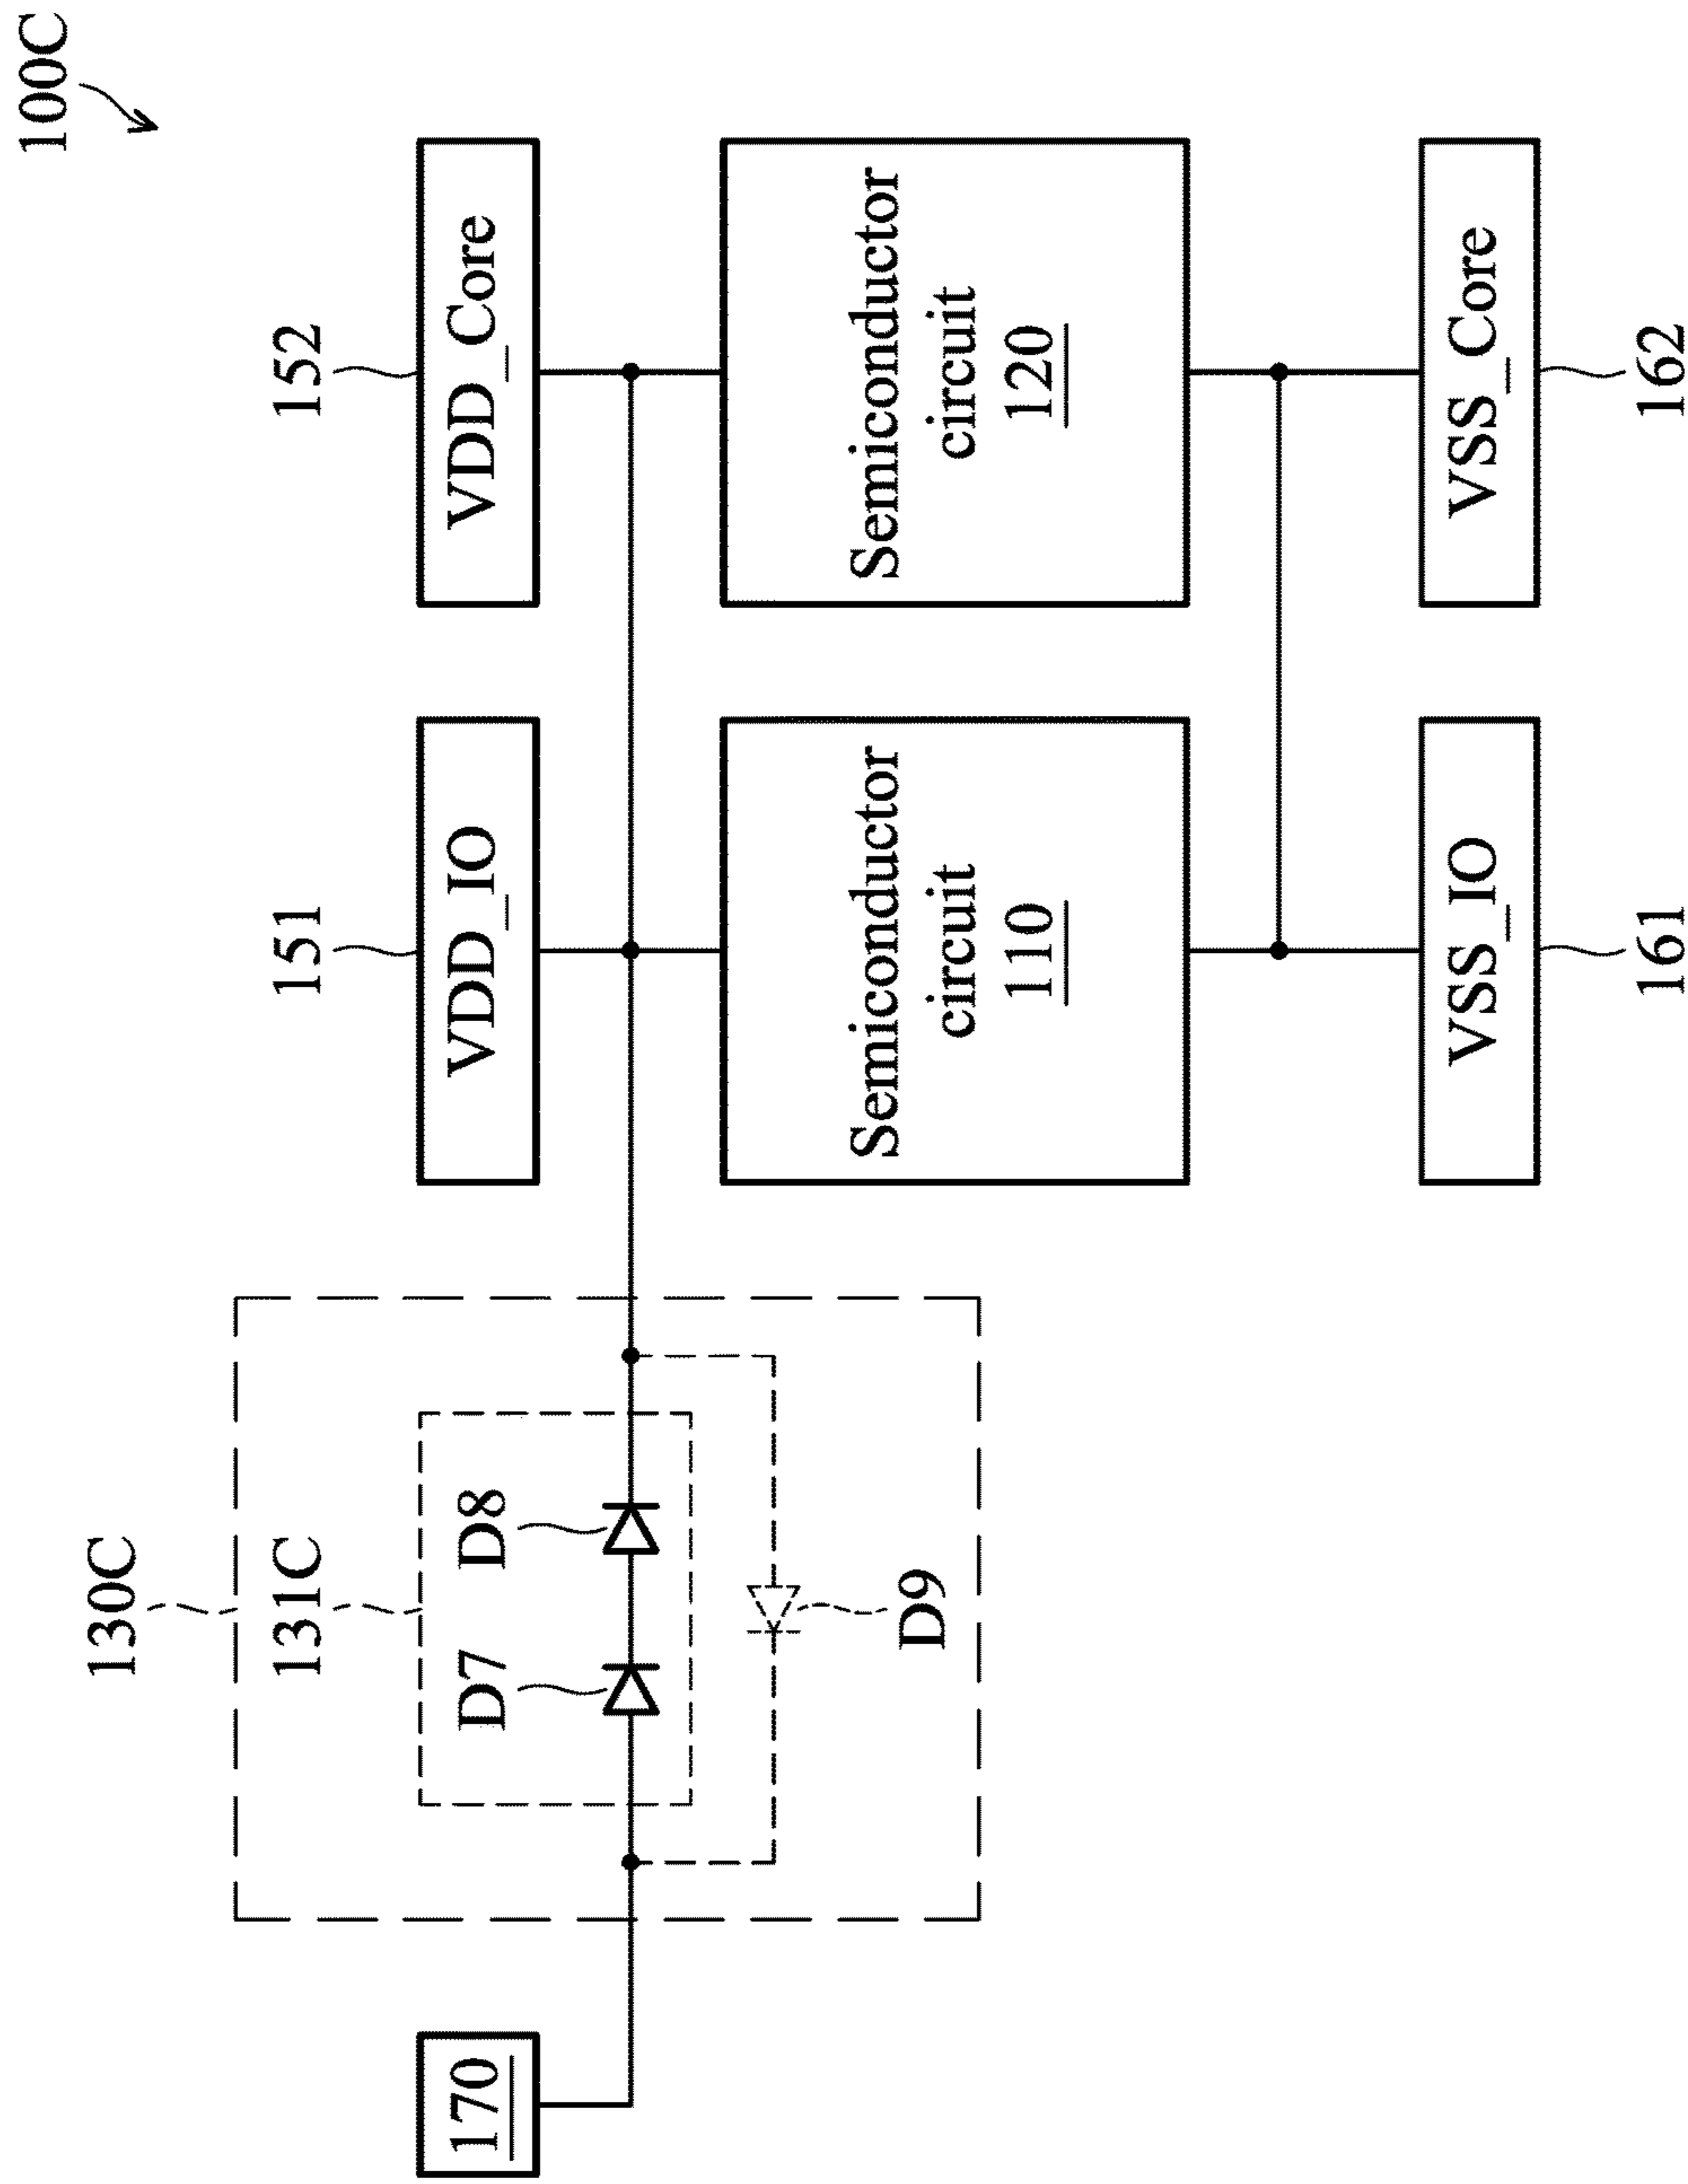 100C
152
VDD_Core
Semiconductor
circuit
120
VSS_Core
162
151
VDD_IO
Semiconductor
circuit
110
VSS_IO
161
130C
131C
D7
D8
D9
170